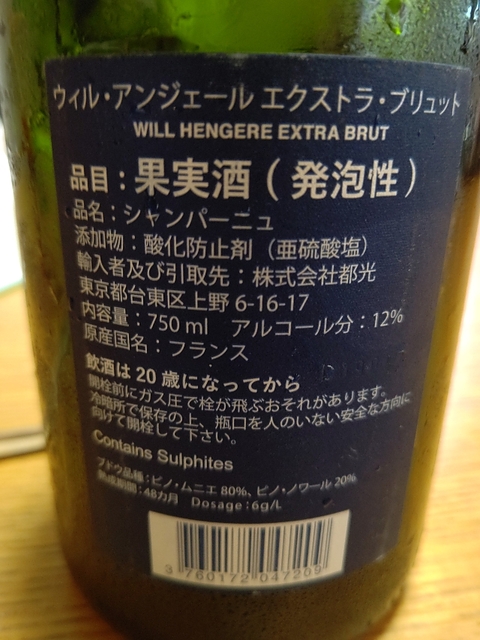 ウィル・アンジェール エクストラ・ブリュット
WILL HENGERE EXTRA BRUT
品目：果実酒（発泡性）
品名：シャンパーニュ
添加物：酸化防止剤（亜硫酸塩）
輸入者及び引取先：株式会社都光
東京都台東区上野 6-16-17
内容量：750 ml アルコール分：12%
原産国名：フランス
飲酒は 20 歳になってから
開栓前にガス圧で栓が飛ぶおそれがあります。
冷暗所で保存の上、瓶口を人のいない安全な方向に
向けて開栓して下さい。
Contains Sulphites
ブドウ品種：ピノ・ムニエ 80%、ピノ・ノワール 20%
熟成期間：48カ月 Dosage：6g/L
3 760172 047209